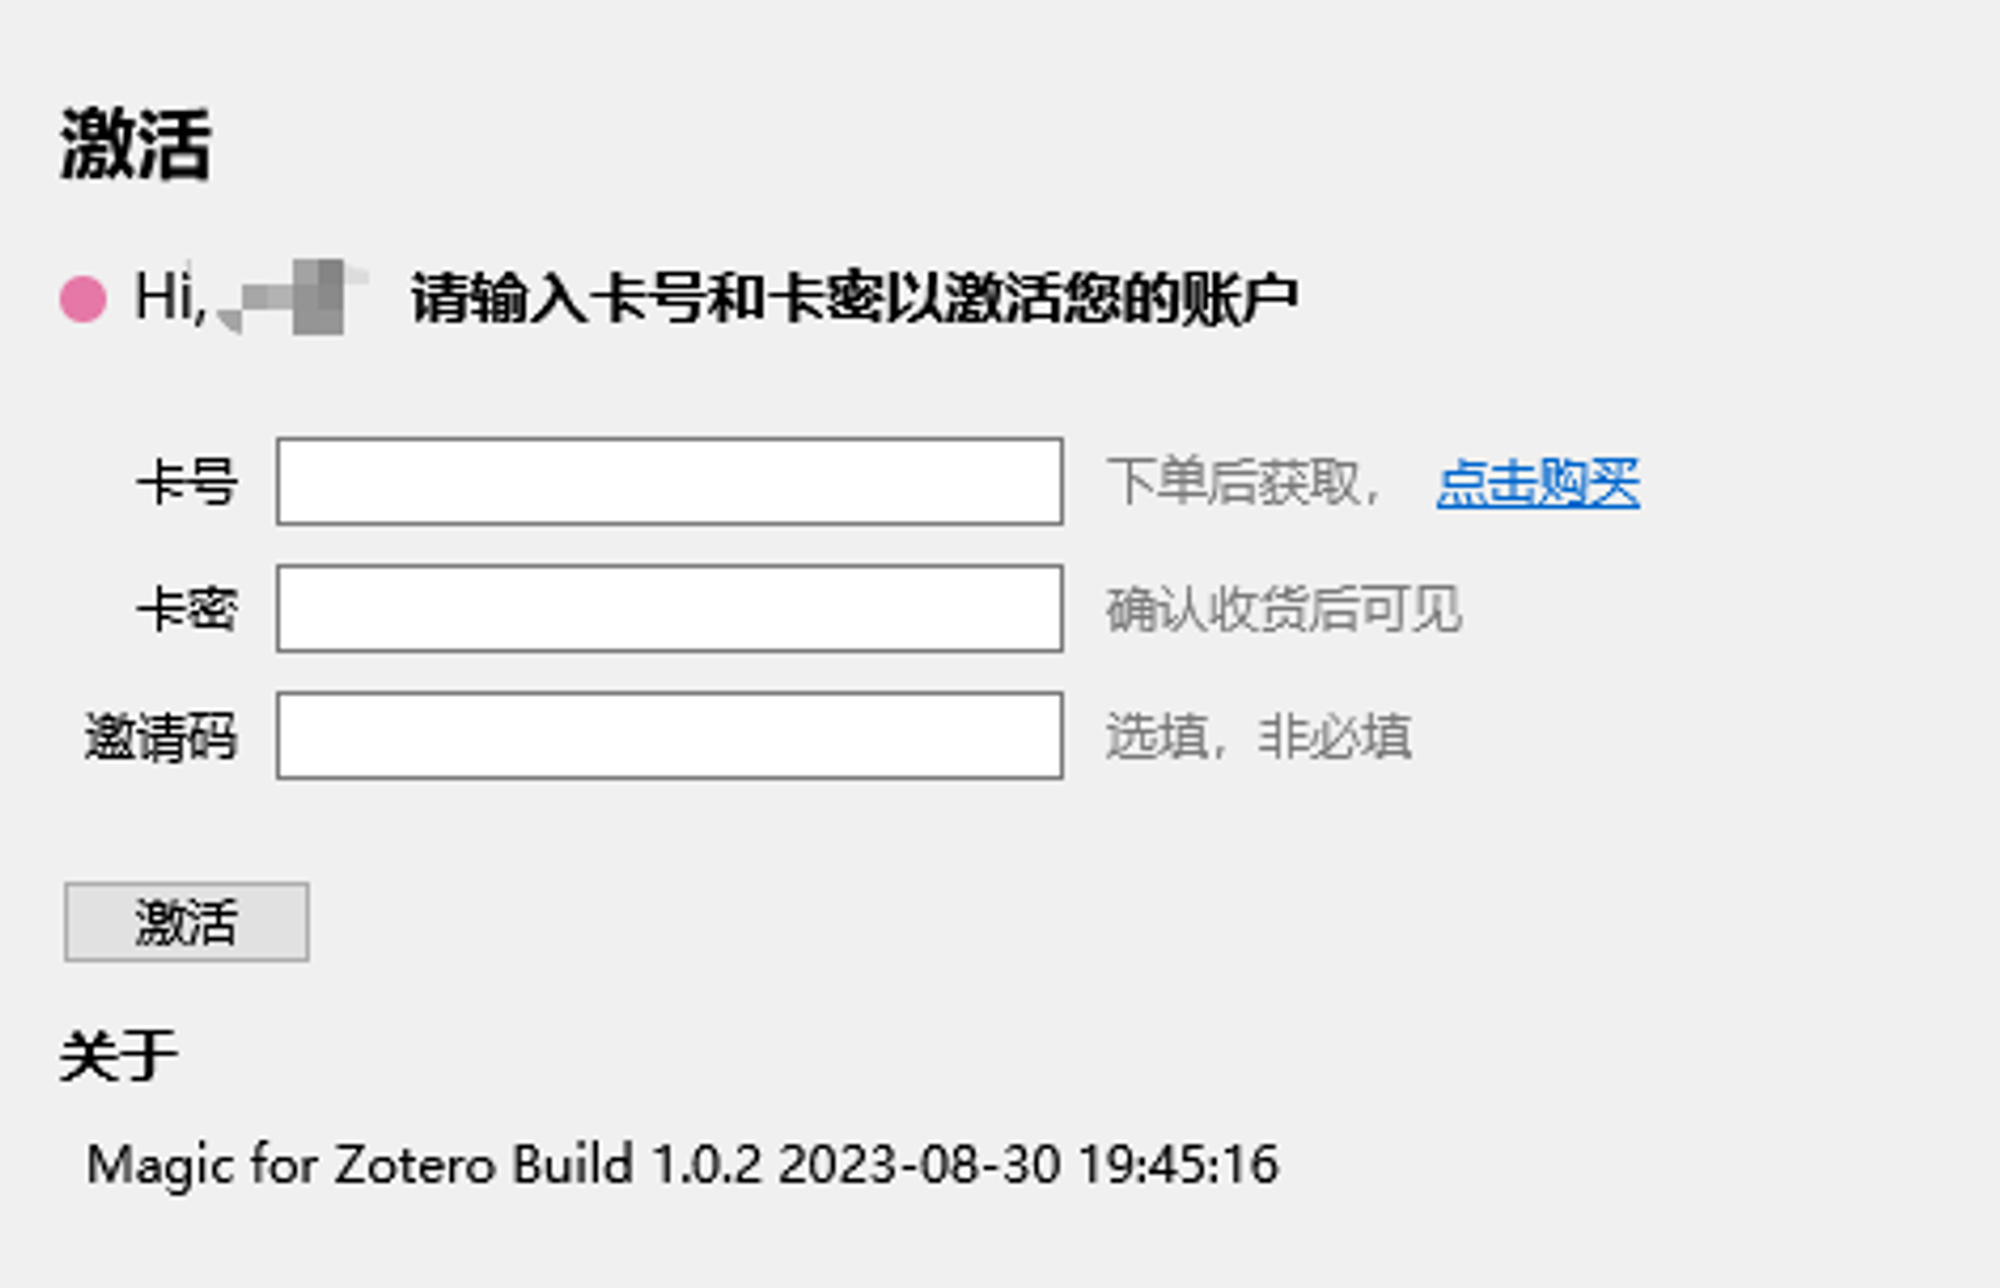 激活
Hi, 请输入卡号和卡密以激活您的账户
卡号 下单后获取， 点击购买
卡密 确认收货后可见
邀请码 选填，非必填
激活
关于
Magic for Zotero Build 1.0.2 2023-08-30 19:45:16